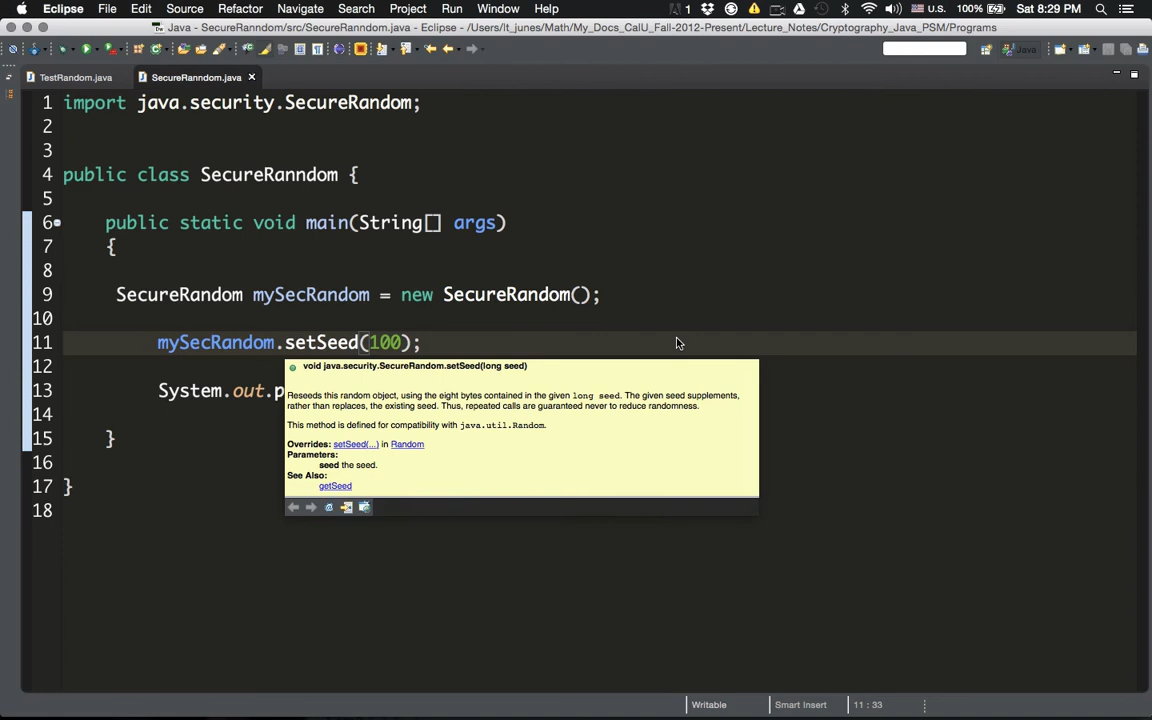 Eclipse File Edit Source Refactor Navigate Search Project Run Window Help 1 U.S. 100% Sat 8:29 PM
Java - SecureRanndom/src/SecureRanndom.java - Eclipse - /Users/lt_junes/Math/My_Docs_CalU_Fall-2012-Present/Lecture_Notes/Cryptography_Java_PSM/Programs
Java
TestRandom.java SecureRanndom.java
1 import java.security.SecureRandom;
2
3
4 public class SecureRanndom {
5
6 public static void main(String[] args)
7 {
8
9 SecureRandom mySecRandom = new SecureRandom();
10
11 mySecRandom.setSeed(100);
12
void java.security.SecureRandom.setSeed(long seed)
13 System.out.p
Reseeds this random object, using the eight bytes contained in the given long seed. The given seed supplements,
rather than replaces, the existing seed. Thus, repeated calls are guaranteed never to reduce randomness.
14
This method is defined for compatibility with java.util.Random.
15 }
Overrides: setSeed(...) in Random
Parameters:
16
seed the seed.
See Also:
17 }
getSeed
18
Writable Smart Insert 11 : 33